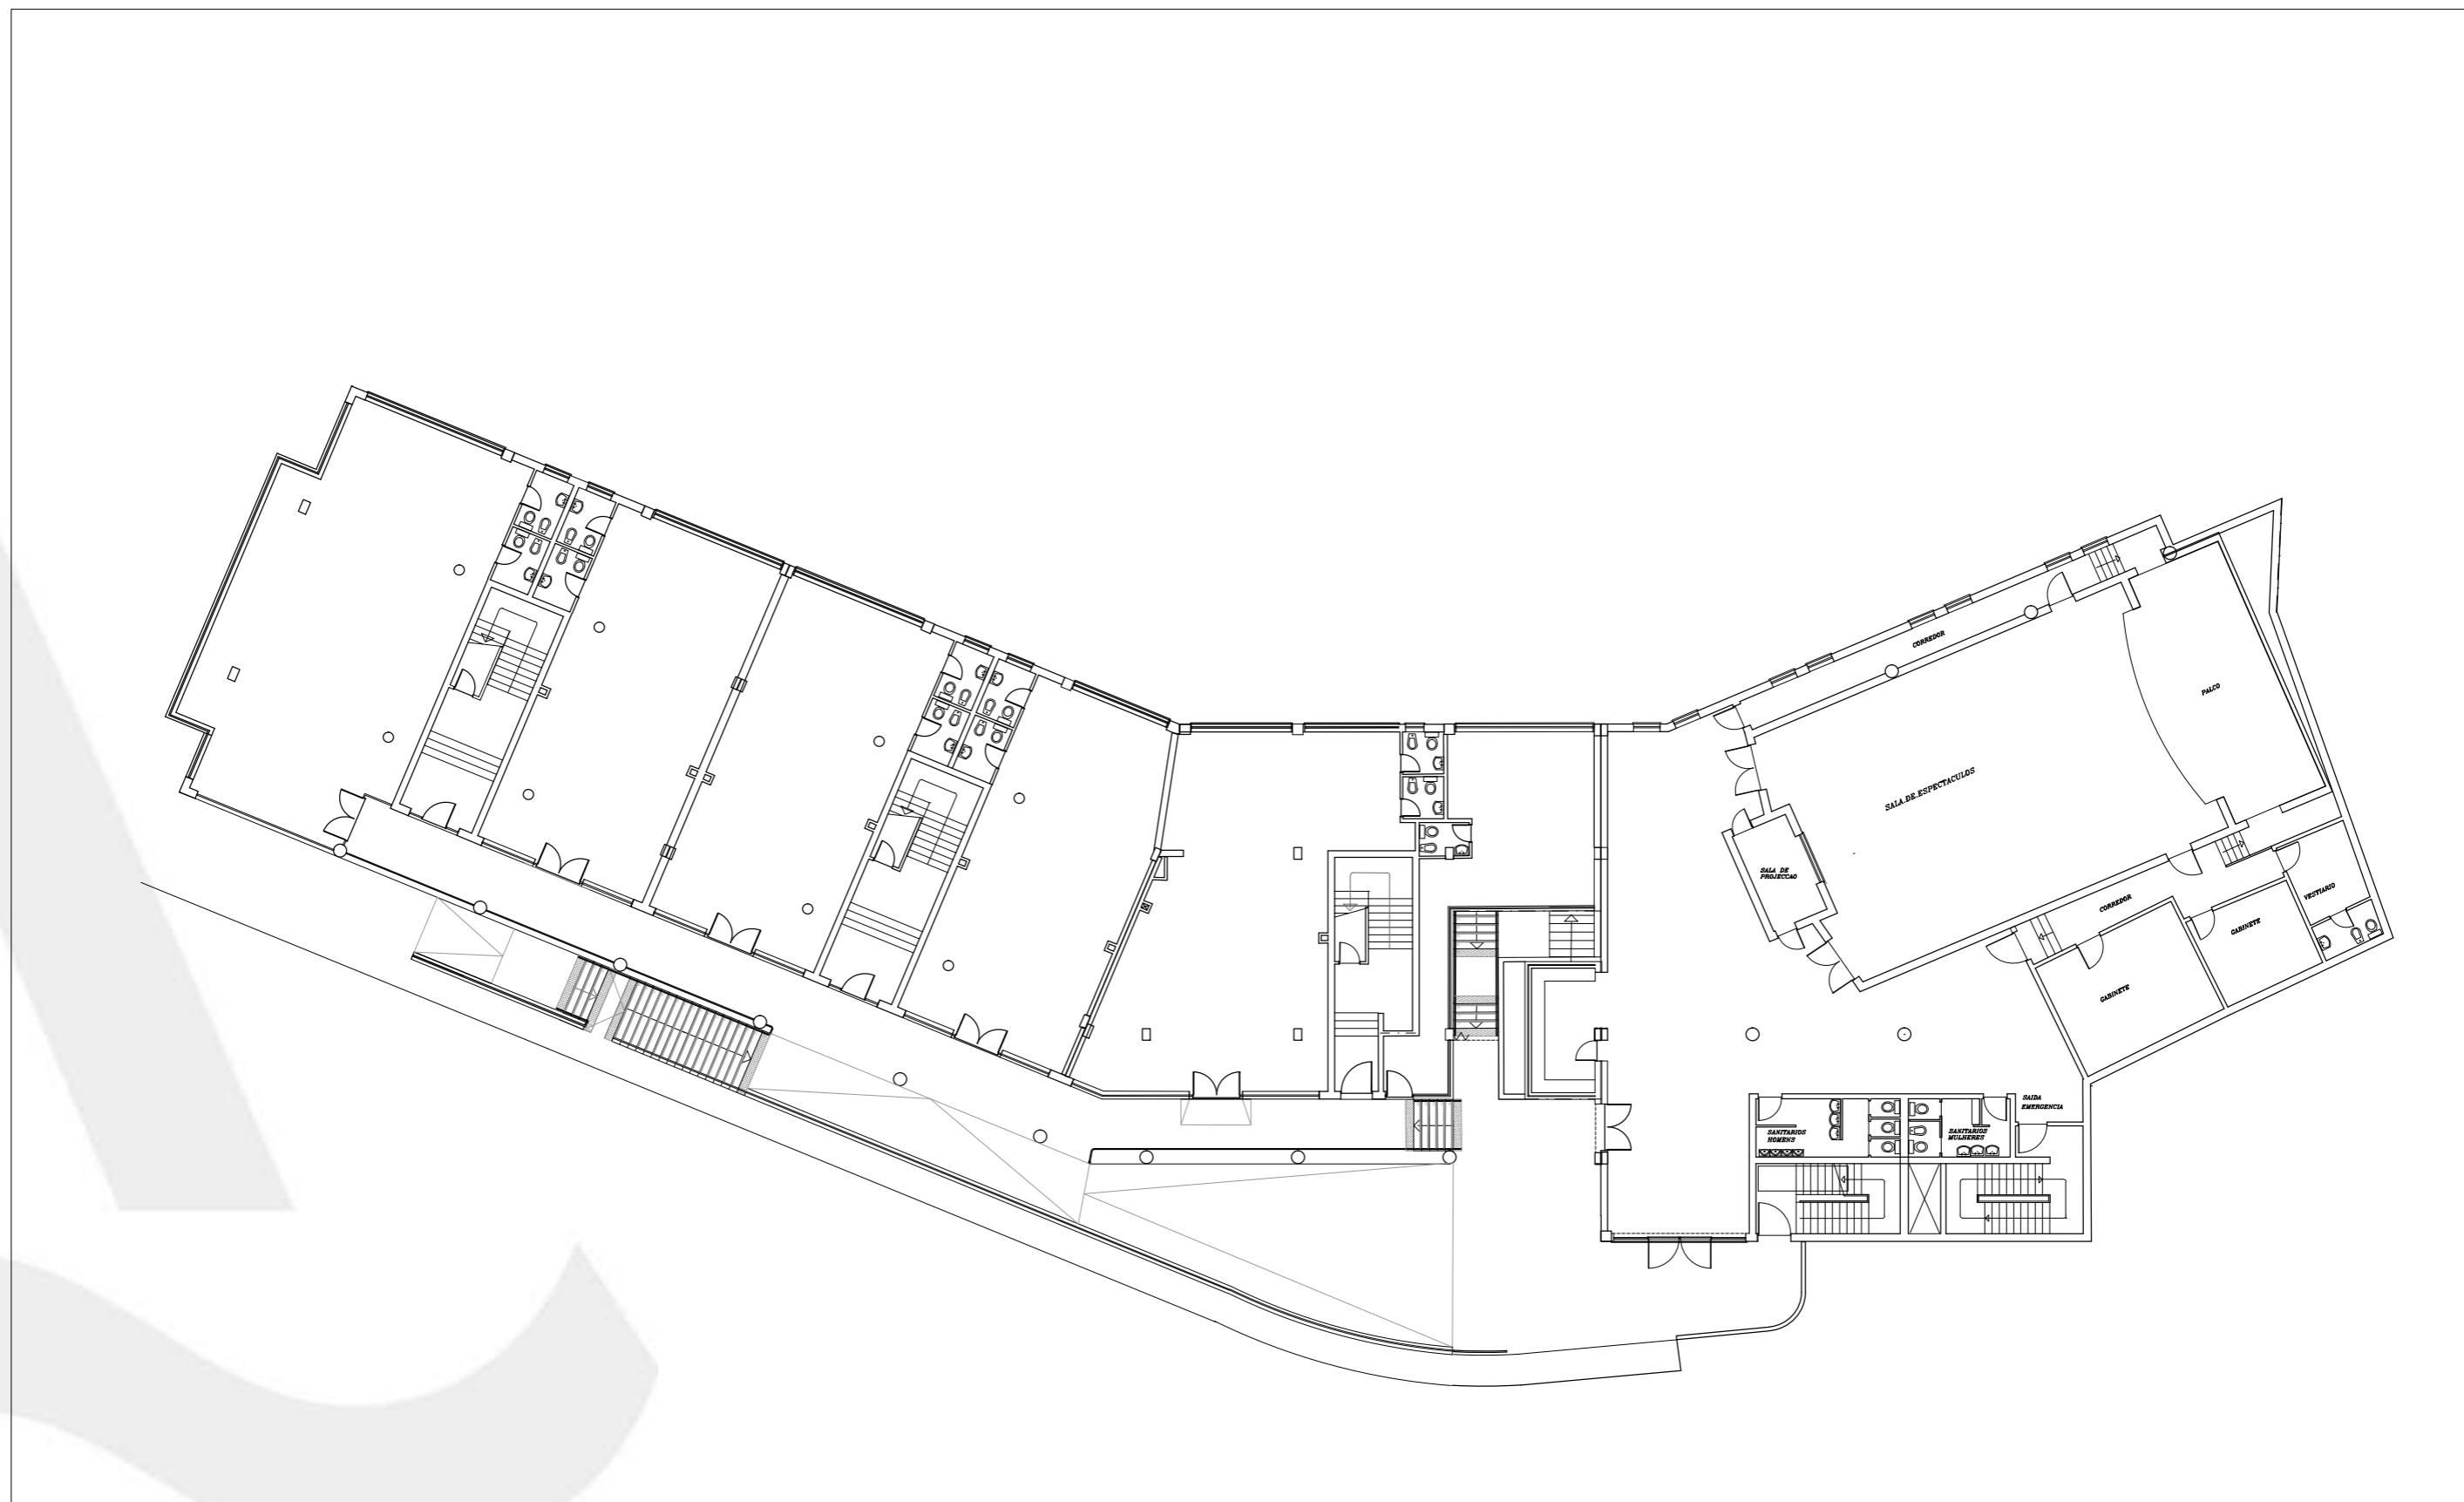 CORREDOR
PALCO
SALA DE ESPECTACULOS
SALA DE
PROJECCAO
CORREDOR
VESTIARIO
GABINETE
GABINETE
SAIDA
EMERGENCIA
SANITARIOS
HOMENS
SANITARIOS
MULHERES